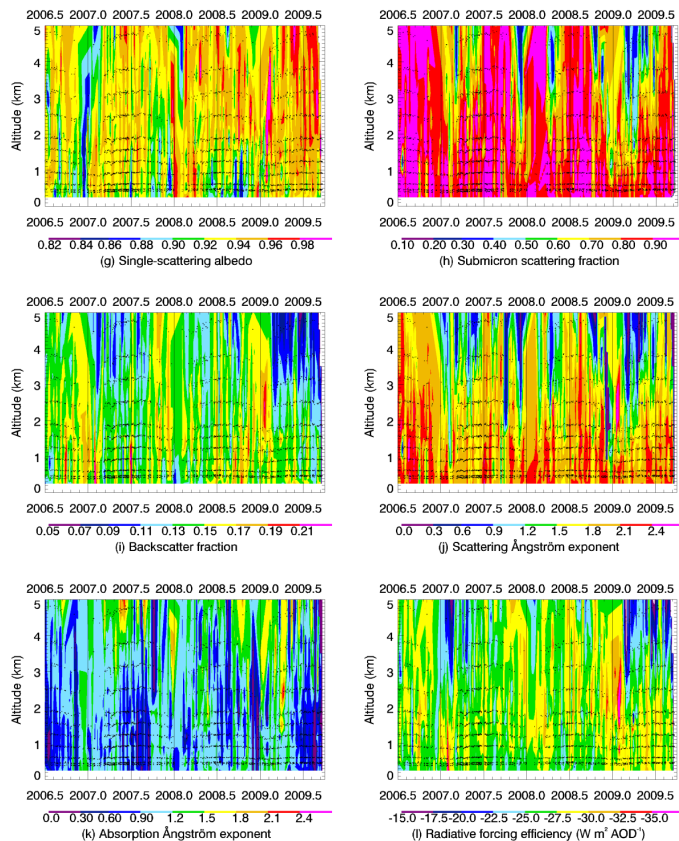 2006.5 2007.0 2007.5 2008.0 2008.5 2009.0 2009.5
5
4
3
2
1
0
Altitude (km)
2006.5 2007.0 2007.5 2008.0 2008.5 2009.0 2009.5
0.82 0.84 0.86 0.88 0.90 0.92 0.94 0.96 0.98
(g) Single-scattering albedo
2006.5 2007.0 2007.5 2008.0 2008.5 2009.0 2009.5
5
4
3
2
1
0
Altitude (km)
2006.5 2007.0 2007.5 2008.0 2008.5 2009.0 2009.5
0.10 0.20 0.30 0.40 0.50 0.60 0.70 0.80 0.90
(h) Submicron scattering fraction
2006.5 2007.0 2007.5 2008.0 2008.5 2009.0 2009.5
5
4
3
2
1
0
Altitude (km)
2006.5 2007.0 2007.5 2008.0 2008.5 2009.0 2009.5
0.05 0.07 0.09 0.11 0.13 0.15 0.17 0.19 0.21
(i) Backscatter fraction
2006.5 2007.0 2007.5 2008.0 2008.5 2009.0 2009.5
5
4
3
2
1
0
Altitude (km)
2006.5 2007.0 2007.5 2008.0 2008.5 2009.0 2009.5
0.0 0.3 0.6 0.9 1.2 1.5 1.8 2.1 2.4
(j) Scattering Ångström exponent
2006.5 2007.0 2007.5 2008.0 2008.5 2009.0 2009.5
5
4
3
2
1
0
Altitude (km)
2006.5 2007.0 2007.5 2008.0 2008.5 2009.0 2009.5
0.0 0.30 0.60 0.90 1.2 1.5 1.8 2.1 2.4
(k) Absorption Ångström exponent
2006.5 2007.0 2007.5 2008.0 2008.5 2009.0 2009.5
5
4
3
2
1
0
Altitude (km)
2006.5 2007.0 2007.5 2008.0 2008.5 2009.0 2009.5
-15.0 -17.5 -20.0 -22.5 -25.0 -27.5 -30.0 -32.5 -35.0
(l) Radiative forcing efficiency (W m² AOD⁻¹)